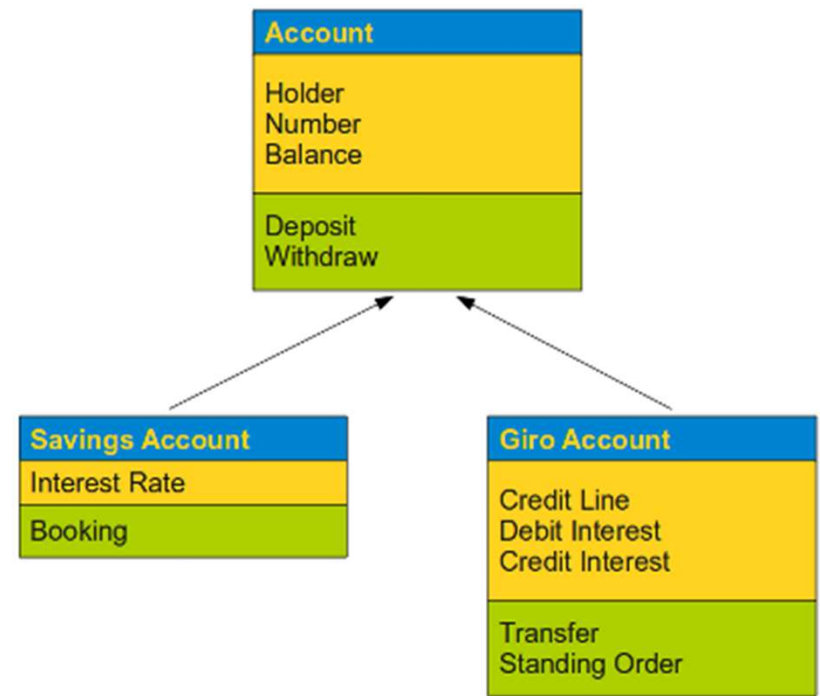 Account
Holder
Number
Balance
Deposit
Withdraw
Savings Account
Interest Rate
Booking
Giro Account
Credit Line
Debit Interest
Credit Interest
Transfer
Standing Order